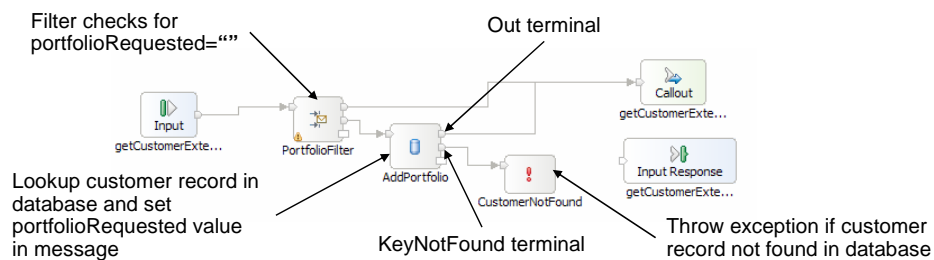 Filter checks for
portfolioRequested=“”
Out terminal
Input
getCustomerExte...
PortfolioFilter
AddPortfolio
CustomerNotFound
Callout
getCustomerExte...
Input Response
getCustomerExte...
Lookup customer record in
database and set
portfolioRequested value
in message
KeyNotFound terminal
Throw exception if customer
record not found in database